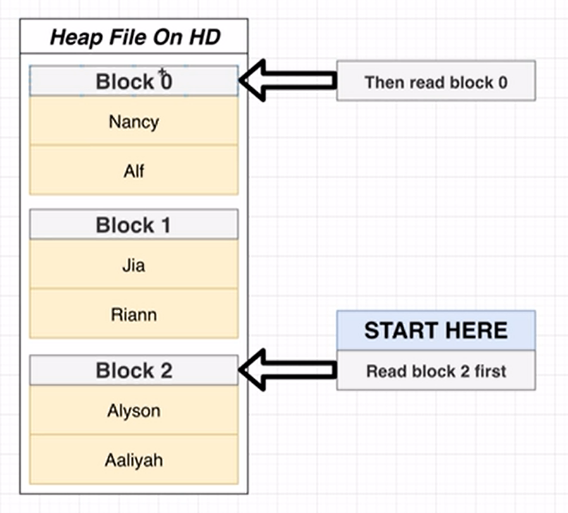 Heap File On HD
Block 0
Then read block 0
Nancy
Alf
Block 1
Jia
Riann
START HERE
Block 2
Read block 2 first
Alyson
Aaliyah